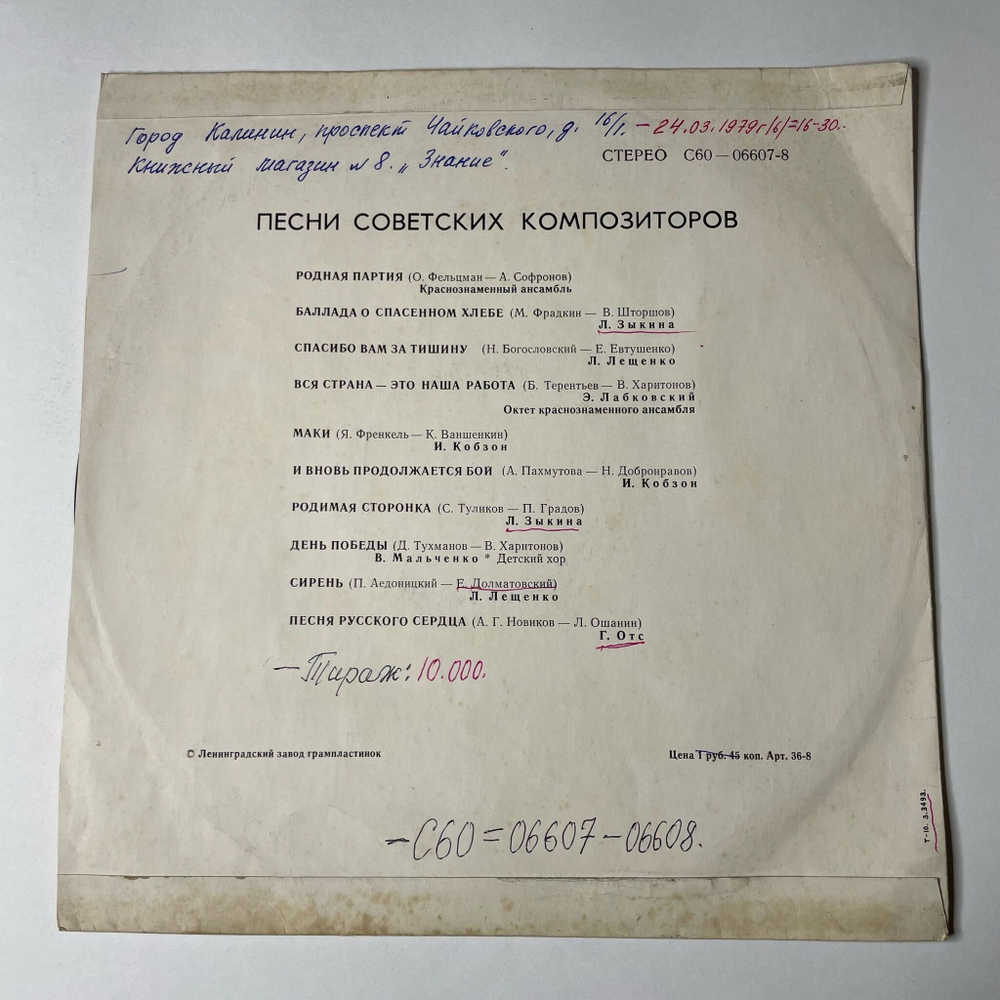 Город Калинин, проспект Чайковского, д. 16/1. – 24.03.1979г/6/=16-30.
Книжный магазин № 8. „Знание".
СТЕРЕО С60 — 06607-8
ПЕСНИ СОВЕТСКИХ КОМПОЗИТОРОВ
РОДНАЯ ПАРТИЯ (О. Фельцман — А. Софронов)
Краснознаменный ансамбль
БАЛЛАДА О СПАСЕННОМ ХЛЕБЕ (М. Фрадкин — В. Шторшов)
Л. Зыкина
СПАСИБО ВАМ ЗА ТИШИНУ (Н. Богословский — Е. Евтушенко)
Л. Лещенко
ВСЯ СТРАНА — ЭТО НАША РАБОТА (Б. Терентьев — В. Харитонов)
Э. Лабковский
Октет краснознаменного ансамбля
МАКИ (Я. Френкель — К. Ваншенкин)
И. Кобзон
И ВНОВЬ ПРОДОЛЖАЕТСЯ БОЙ (А. Пахмутова — Н. Добронравов)
И. Кобзон
РОДИМАЯ СТОРОНКА (С. Туликов — П. Градов)
Л. Зыкина
ДЕНЬ ПОБЕДЫ (Д. Тухманов — В. Харитонов)
В. Мальченко * Детский хор
СИРЕНЬ (П. Аедоницкий — Е. Долматовский)
Л. Лещенко
ПЕСНЯ РУССКОГО СЕРДЦА (А. Г. Новиков — Л. Ошанин)
Г. Отс
— Тираж: 10.000.
© Ленинградский завод грампластинок
Цена 1 руб. 45 коп. Арт. 36-8
Т-10. З-3493.
– С60 = 06607 – 06608.